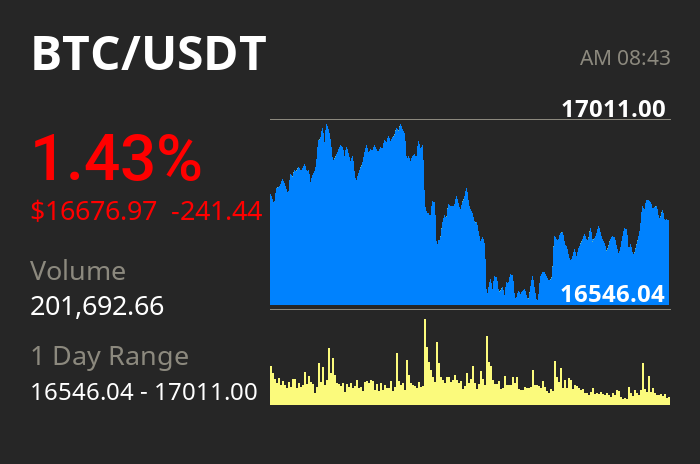 BTC/USDT
AM 08:43
17011.00
1.43%
$16676.97 -241.44
Volume
201,692.66
16546.04
1 Day Range
16546.04 - 17011.00